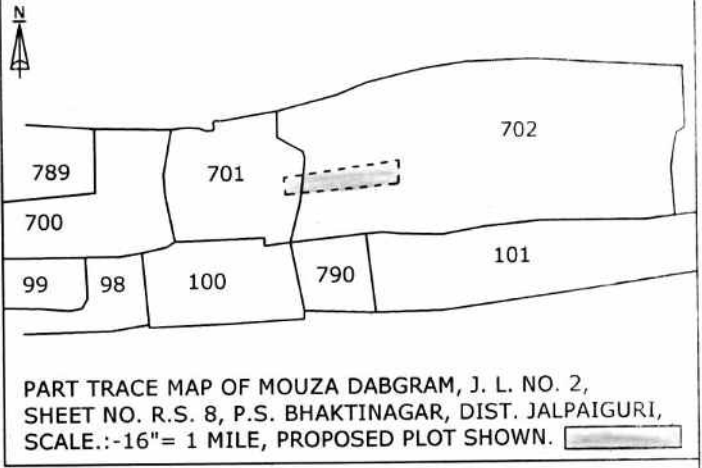 N
702
789
701
700
101
99
98
100
790
PART TRACE MAP OF MOUZA DABGRAM, J. L. NO. 2,
SHEET NO. R.S. 8, P.S. BHAKTINAGAR, DIST. JALPAIGURI,
SCALE.:-16"= 1 MILE, PROPOSED PLOT SHOWN.